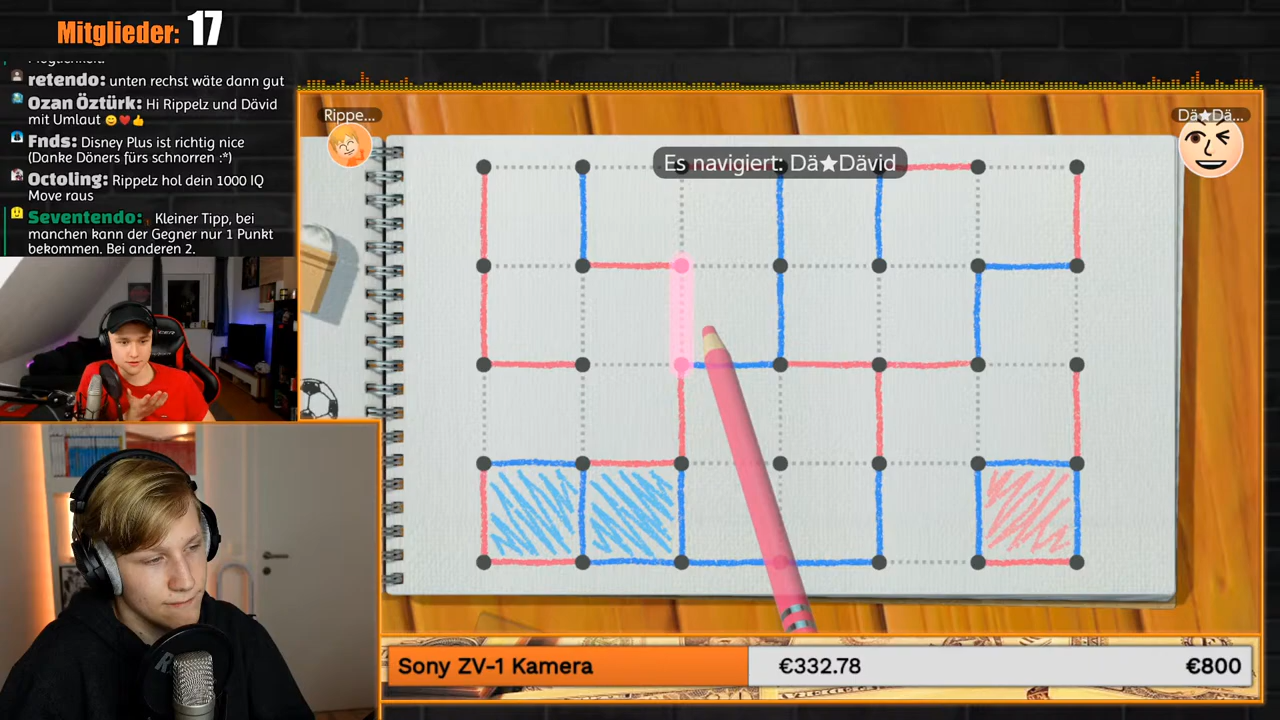 Mitglieder: 17
retendo: unten rechst wäte dann gut
Ozan Öztürk: Hi Rippelz und Dävid
mit Umlaut 😊❤️👍
Fnds: Disney Plus ist richtig nice
(Danke Döners fürs schnorren :*)
Octoling: Rippelz hol dein 1000 IQ
Move raus
Seventendo: Kleiner Tipp, bei
manchen kann der Gegner nur 1 Punkt
bekommen. Bei anderen 2.
Rippe...
Es navigiert: Dä★Dävid
Dä★Dä...
Sony ZV-1 Kamera
€332.78
€800